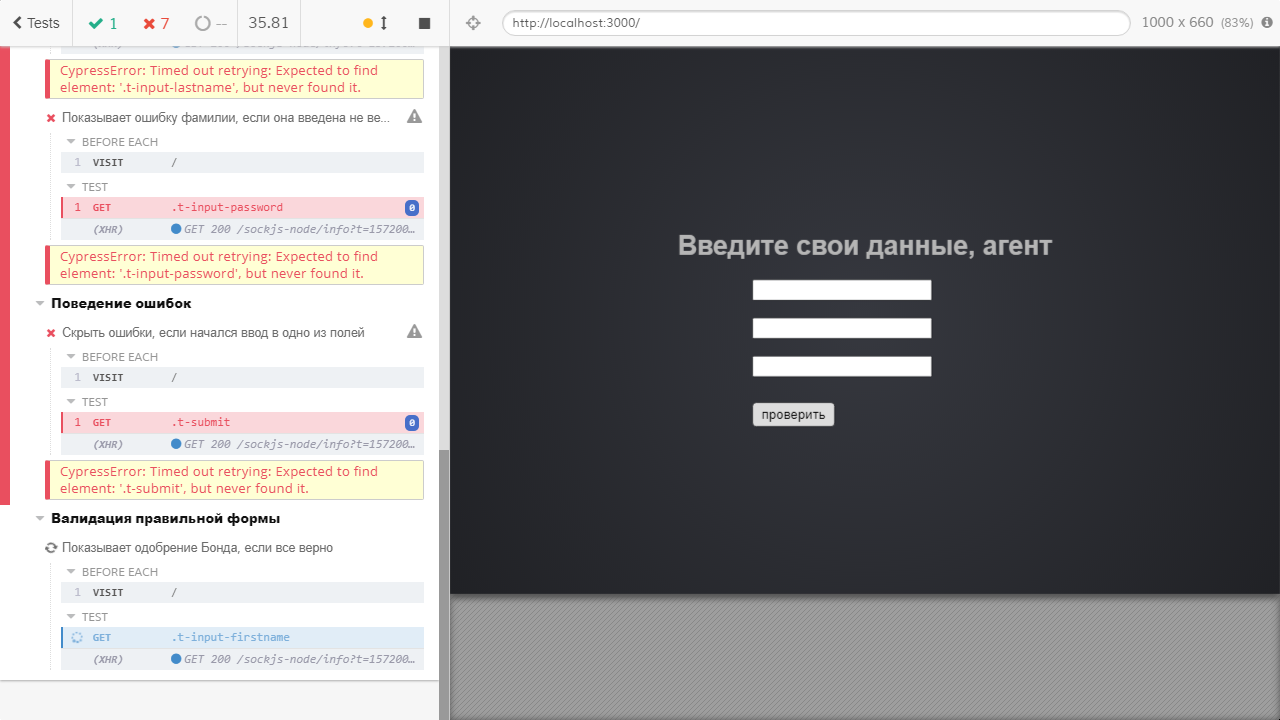 Tests 1 7 -- 35.81
http://localhost:3000/ 1000 x 660 (83%)
CypressError: Timed out retrying: Expected to find
element: '.t-input-lastname', but never found it.
Показывает ошибку фамилии, если она введена не ве...
BEFORE EACH
1 VISIT /
TEST
1 GET .t-input-password 0
(XHR) GET 200 /sockjs-node/info?t=157200…
CypressError: Timed out retrying: Expected to find
element: '.t-input-password', but never found it.
Поведение ошибок
Скрыть ошибки, если начался ввод в одно из полей
BEFORE EACH
1 VISIT /
TEST
1 GET .t-submit 0
(XHR) GET 200 /sockjs-node/info?t=157200…
CypressError: Timed out retrying: Expected to find
element: '.t-submit', but never found it.
Валидация правильной формы
Показывает одобрение Бонда, если все верно
BEFORE EACH
1 VISIT /
TEST
GET .t-input-firstname
(XHR) GET 200 /sockjs-node/info?t=157200…
Введите свои данные, агент
проверить